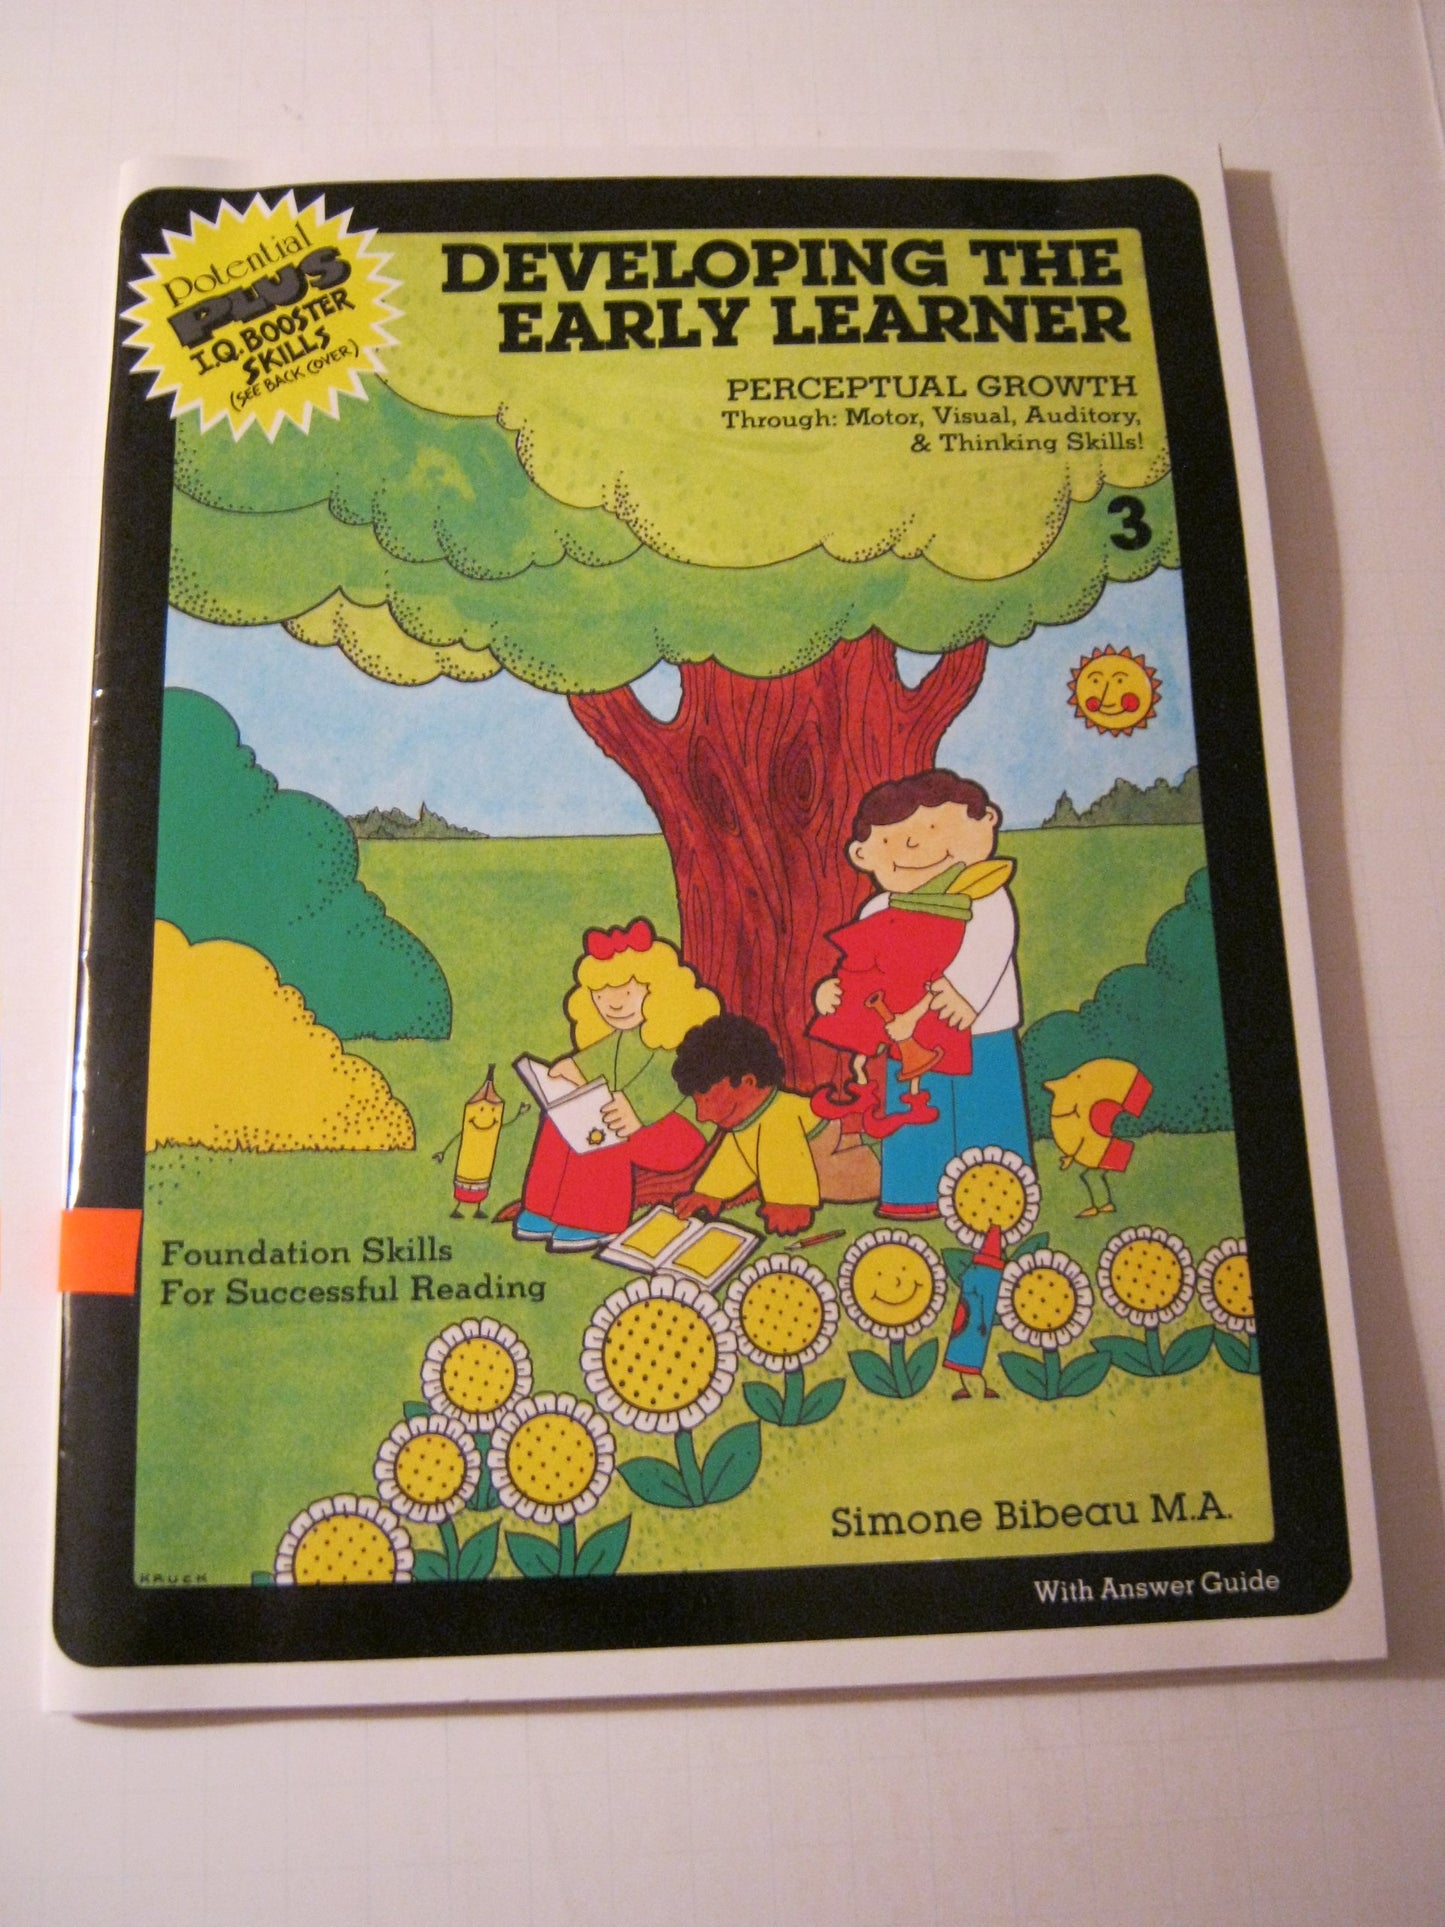 Potential
PLUS
I.Q. BOOSTER
SKILLS
(SEE BACK COVER)
DEVELOPING THE
EARLY LEARNER
PERCEPTUAL GROWTH
Through: Motor, Visual, Auditory,
& Thinking Skills!
3
Foundation Skills
For Successful Reading
Simone Bibeau M.A.
KRUCK
With Answer Guide